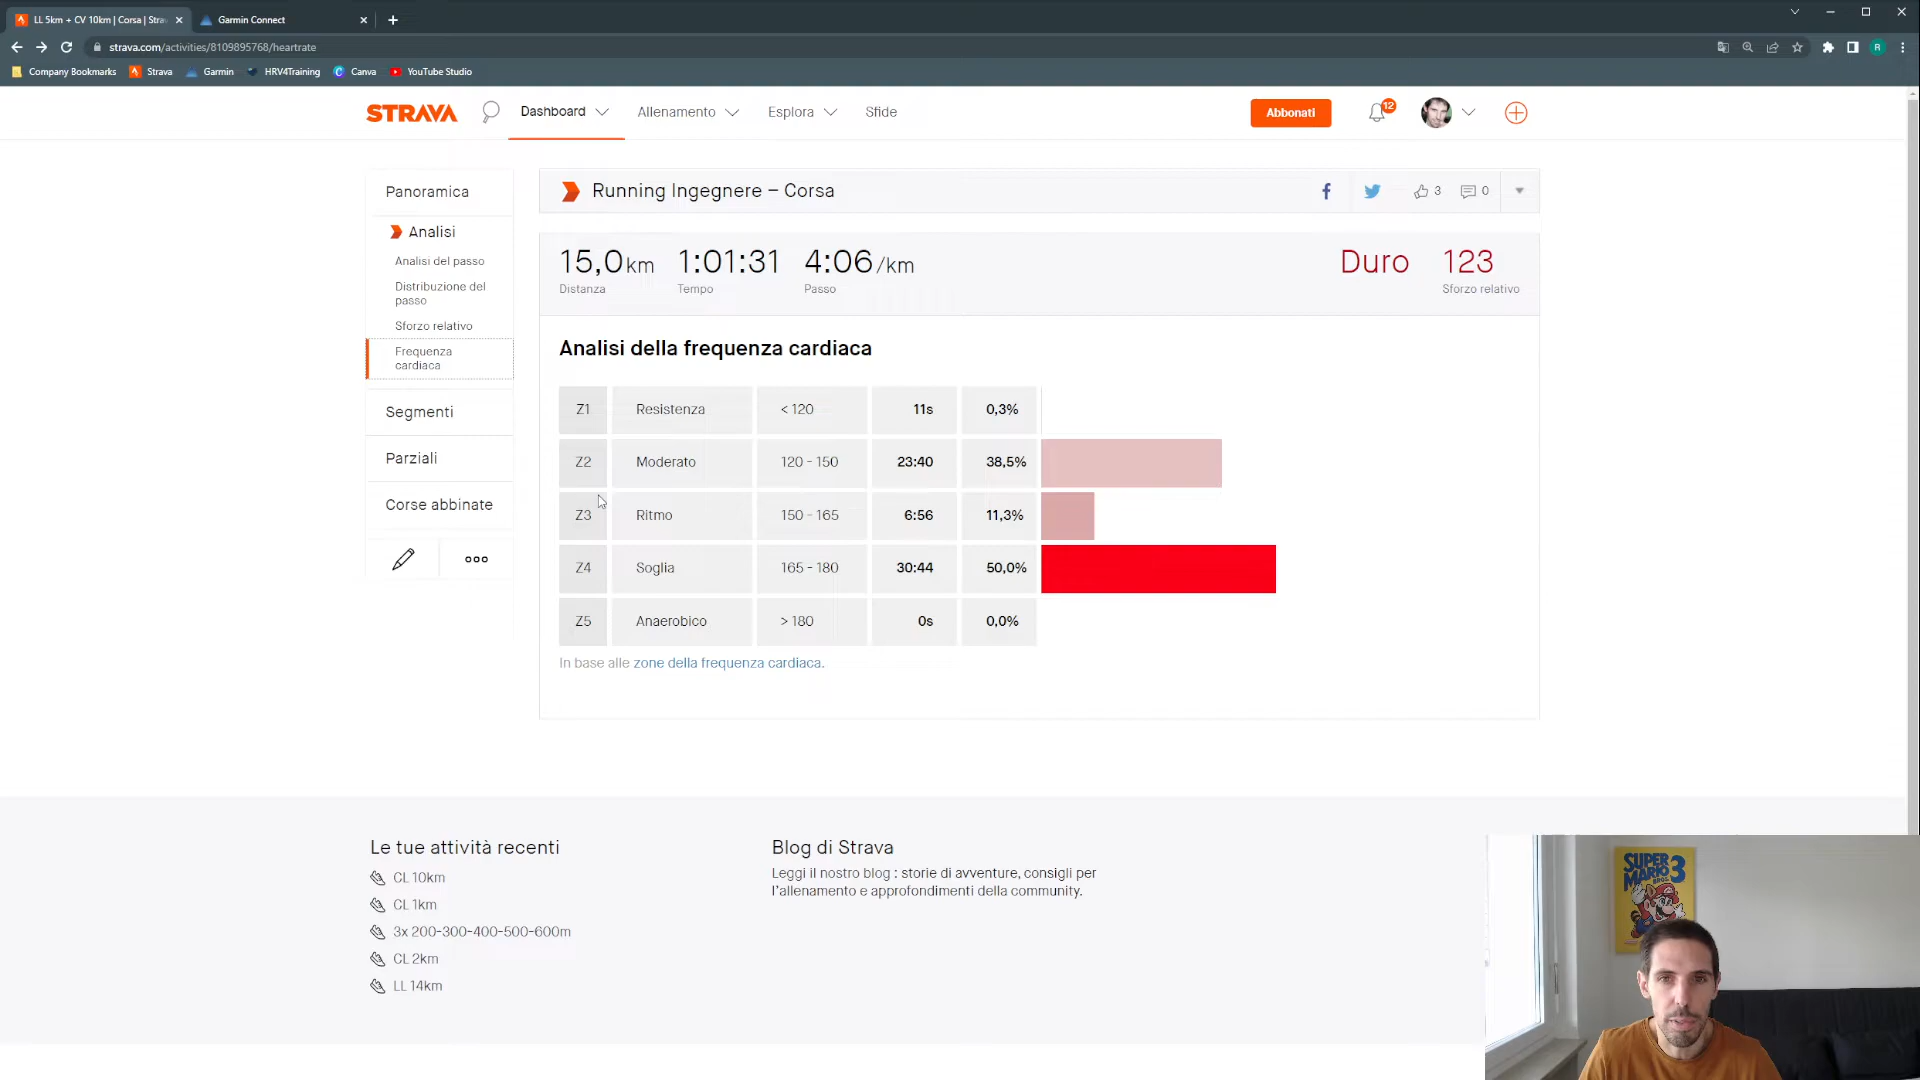 LL 5km + CV 10km | Corsa | Stra
Garmin Connect
strava.com/activities/8109895768/heartrate
Company Bookmarks
Strava
Garmin
HRV4Training
Canva
YouTube Studio
R
STRAVA
Dashboard
Allenamento
Esplora
Sfide
Abbonati
12
Panoramica
Analisi
Analisi del passo
Distribuzione del
passo
Sforzo relativo
Frequenza
cardiaca
Segmenti
Parziali
Corse abbinate
Running Ingegnere – Corsa
3
0
15,0 km
Distanza
1:01:31
Tempo
4:06 /km
Passo
Duro
123
Sforzo relativo
Analisi della frequenza cardiaca
Z1 Resistenza < 120 11s 0,3%
Z2 Moderato 120 - 150 23:40 38,5%
Z3 Ritmo 150 - 165 6:56 11,3%
Z4 Soglia 165 - 180 30:44 50,0%
Z5 Anaerobico > 180 0s 0,0%
In base alle zone della frequenza cardiaca.
Le tue attività recenti
CL 10km
CL 1km
3x 200-300-400-500-600m
CL 2km
LL 14km
Blog di Strava
Leggi il nostro blog : storie di avventure, consigli per
l'allenamento e approfondimenti della community.
SUPER
MARIO
BROS. 3